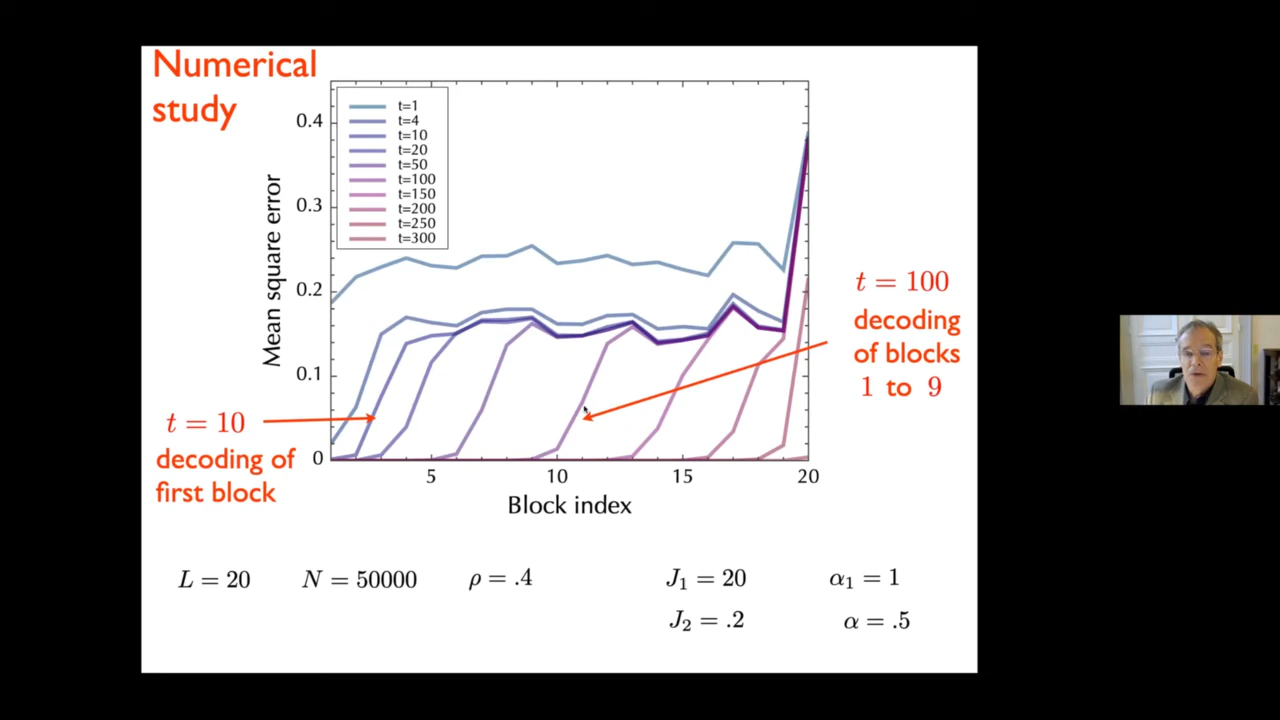 Numerical
study
t=1
t=4
t=10
t=20
t=50
t=100
t=150
t=200
t=250
t=300
Mean square error
0.4
0.3
0.2
0.1
0
5
10
15
20
Block index
t = 10
decoding of
first block
t = 100
decoding
of blocks
1 to 9
L = 20 N = 50000 ρ = .4 J₁ = 20 α₁ = 1
J₂ = .2 α = .5